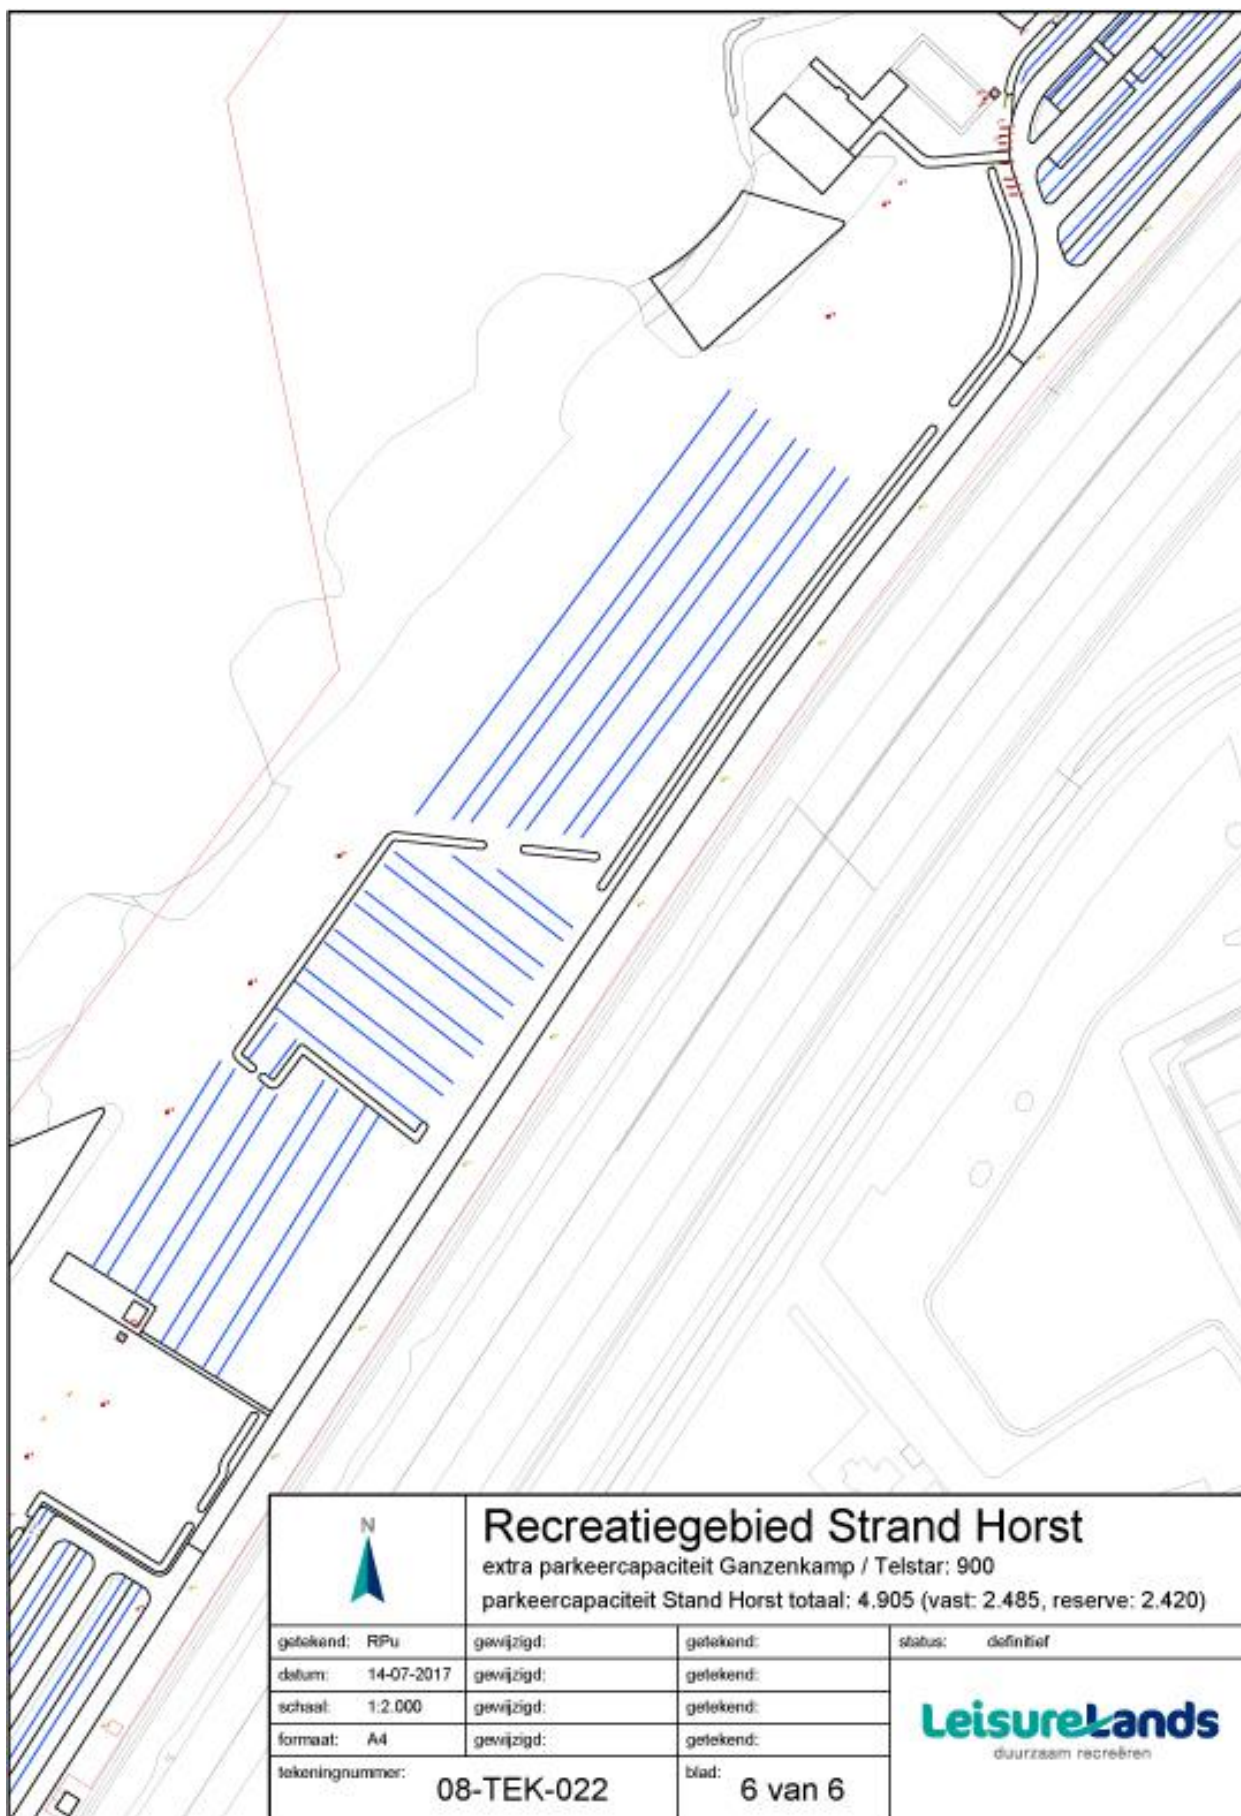 N
Recreatiegebied Strand Horst
extra parkeercapaciteit Ganzenkamp / Telstar: 900
parkeercapaciteit Stand Horst totaal: 4.905 (vast: 2.485, reserve: 2.420)
getekend: RPu gewijzigd: getekend: status: definitief
datum: 14-07-2017 gewijzigd: getekend:
schaal: 1:2.000 gewijzigd: getekend:
formaat: A4 gewijzigd: getekend:
tekeningnummer: 08-TEK-022 blad: 6 van 6
LeisureLands
duurzaam recreëren